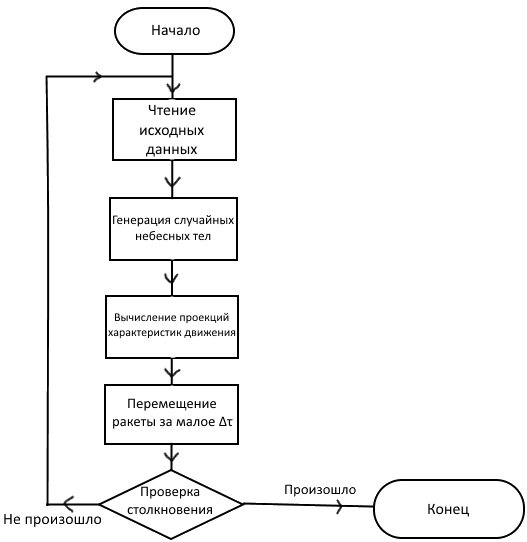 Начало
Чтение
исходных
данных
Генерация случайных
небесных тел
Вычисление проекций
характеристик движения
Перемещение
ракеты за малое Δτ
Проверка
столкновения
Произошло
Не произошло
Конец